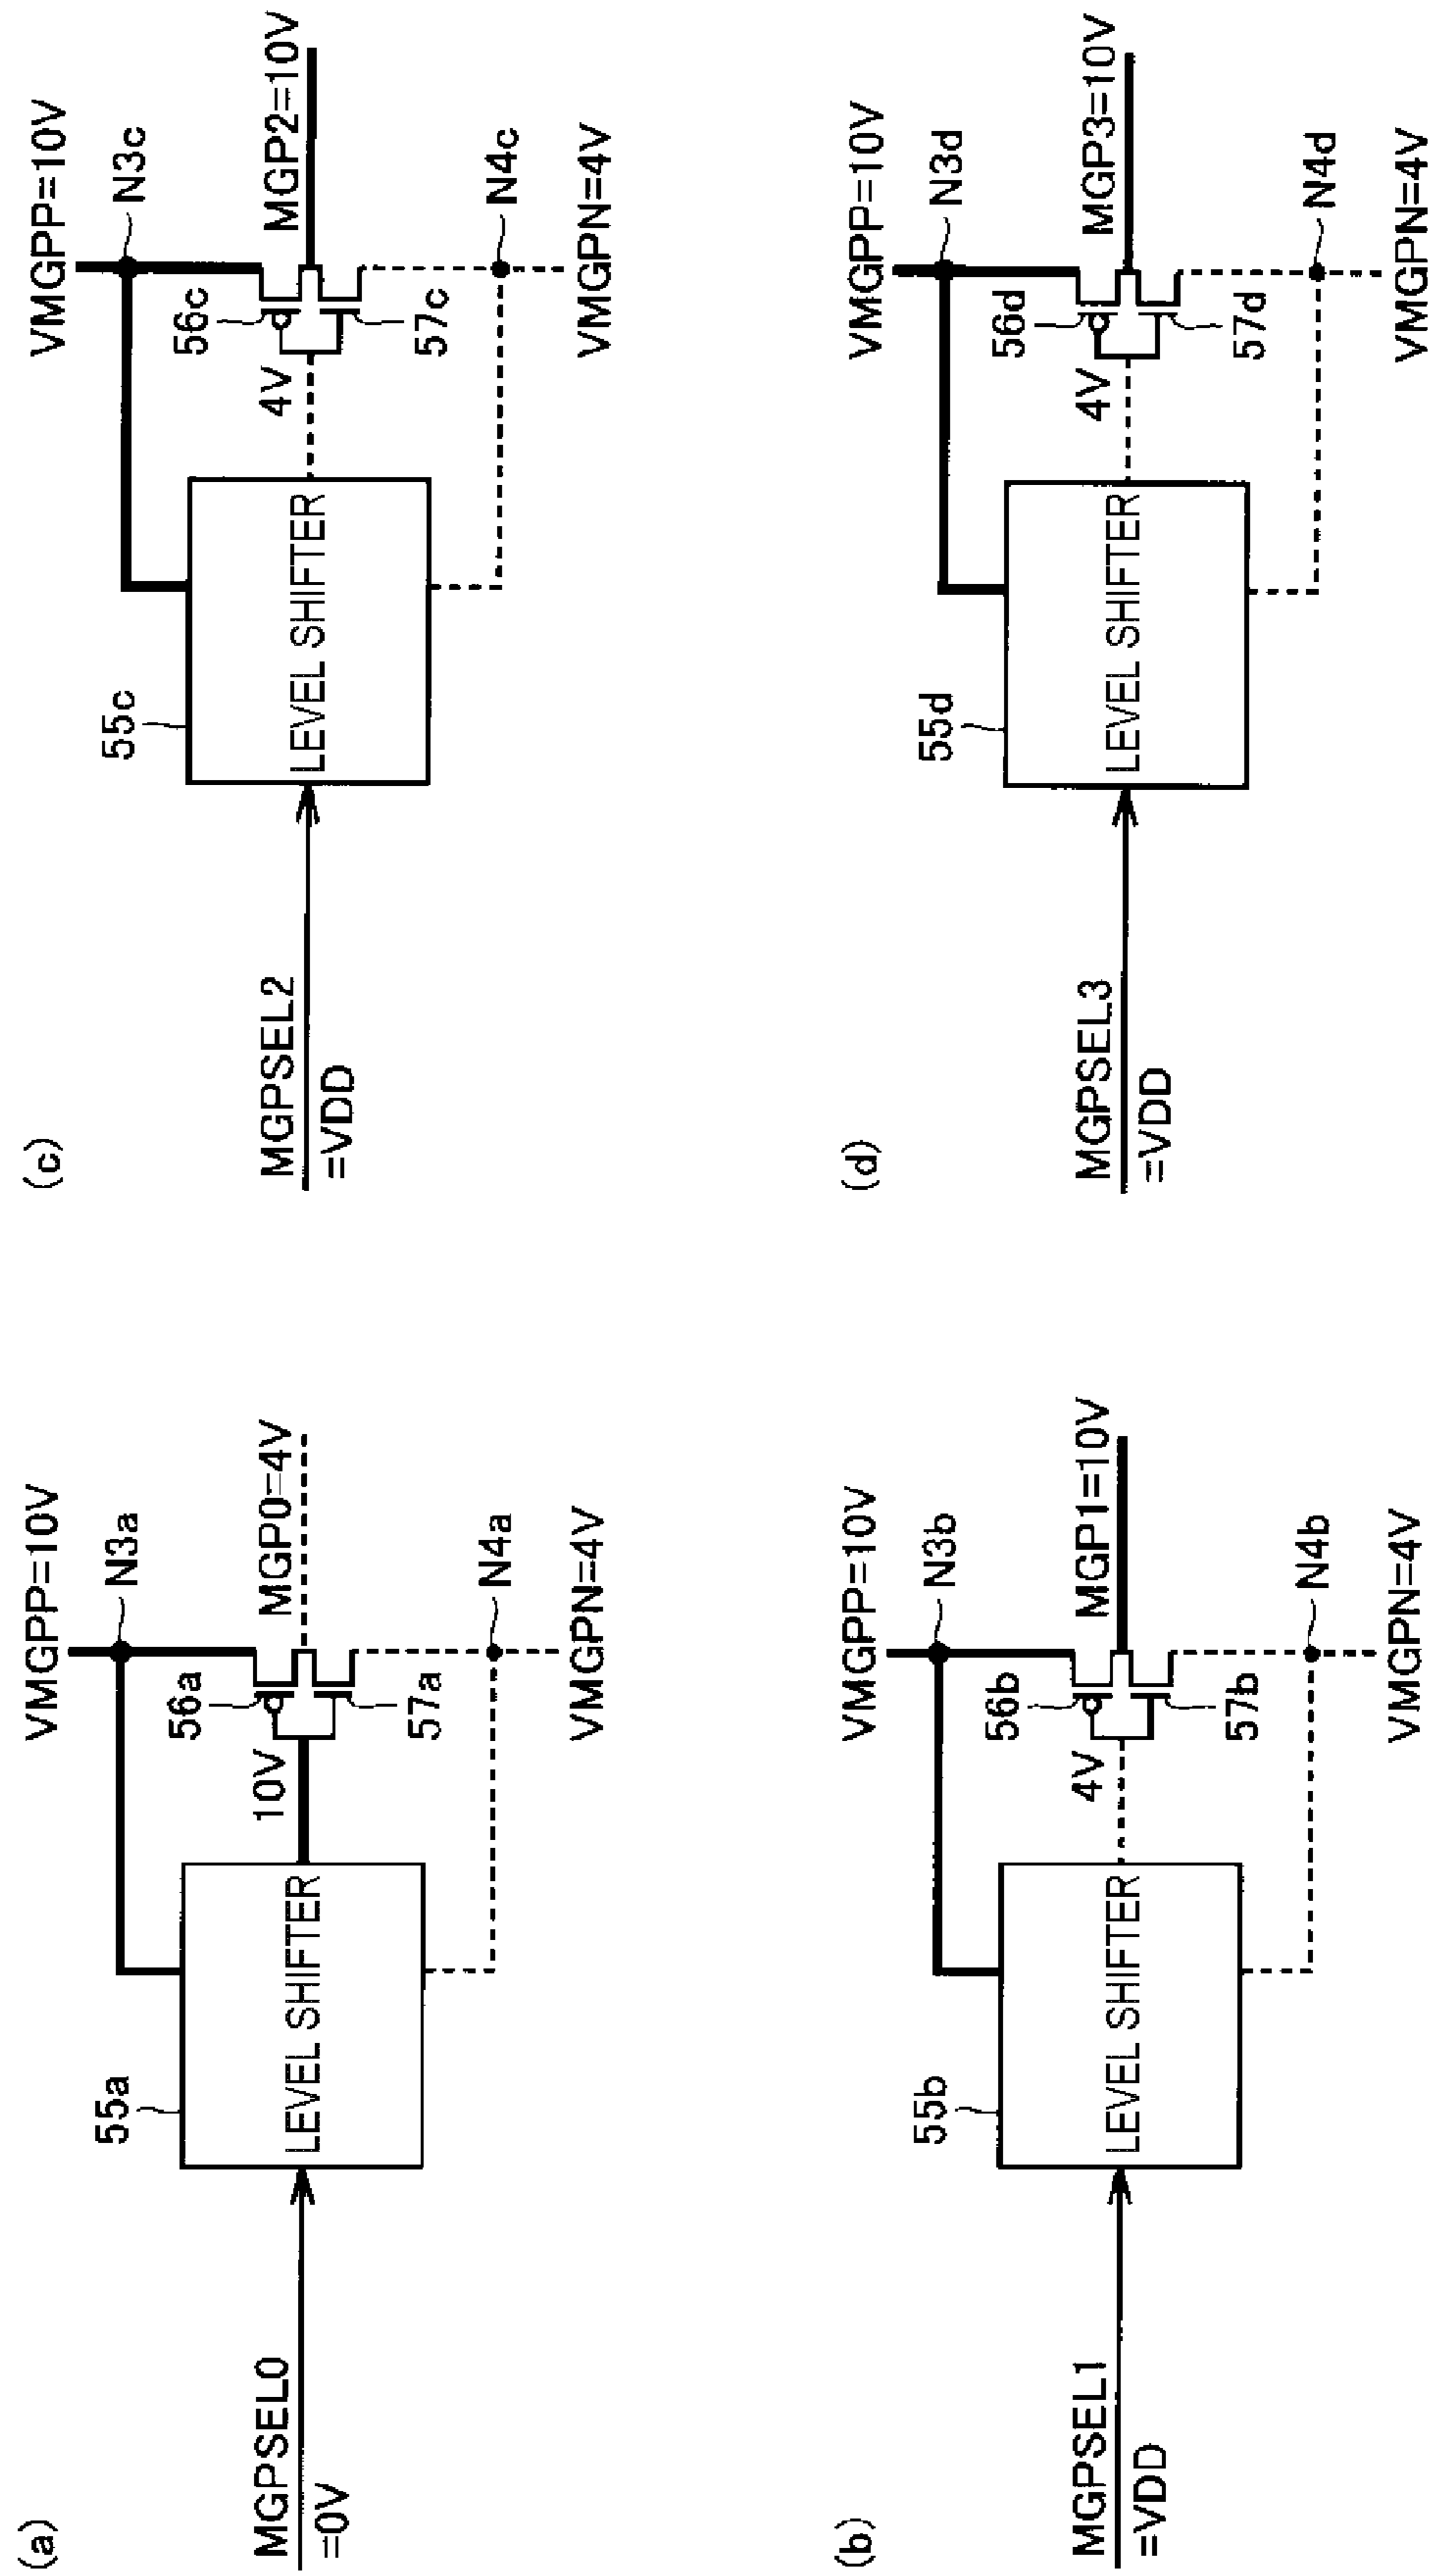 (a)
VMGPP=10V
N3a
55a
56a
10V
MGP0=4V
LEVEL SHIFTER
MGPSEL0
=0V
57a
N4a
VMGPN=4V
(b)
VMGPP=10V
N3b
55b
56b
4V
MGP1=10V
LEVEL SHIFTER
MGPSEL1
=VDD
57b
N4b
VMGPN=4V
(c)
VMGPP=10V
N3c
55c
56c
4V
MGP2=10V
LEVEL SHIFTER
MGPSEL2
=VDD
57c
N4c
VMGPN=4V
(d)
VMGPP=10V
N3d
55d
56d
4V
MGP3=10V
LEVEL SHIFTER
MGPSEL3
=VDD
57d
N4d
VMGPN=4V